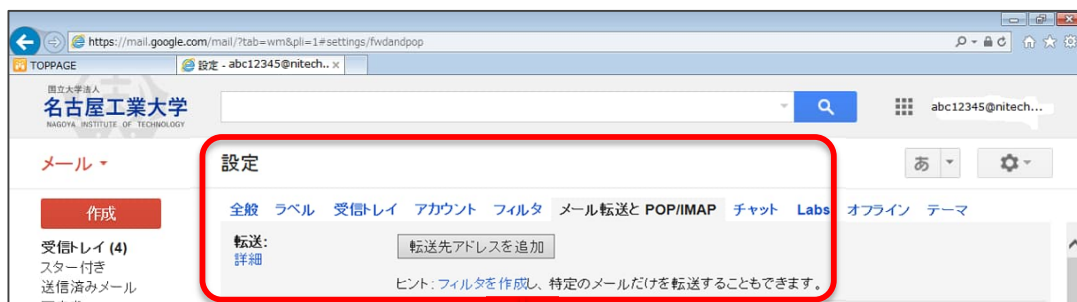 https://mail.google.com/mail/?tab=wm&pli=1#settings/fwdandpop
TOPPAGE
設定 - abc12345@nitech..
国立大学法人
名古屋工業大学
NAGOYA INSTITUTE OF TECHNOLOGY
abc12345@nitech...
メール
設定
あ
作成
全般 ラベル 受信トレイ アカウント フィルタ メール転送と POP/IMAP チャット Labs オフライン テーマ
受信トレイ (4)
スター付き
送信済みメール
転送:
詳細
転送先アドレスを追加
ヒント: フィルタを作成し、特定のメールだけを転送することもできます。